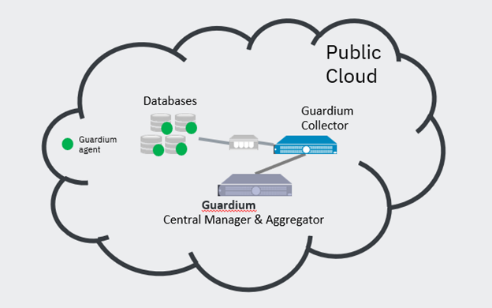 Public
Cloud
Databases
Guardium
Collector
Guardium
agent
Guardium
Central Manager & Aggregator